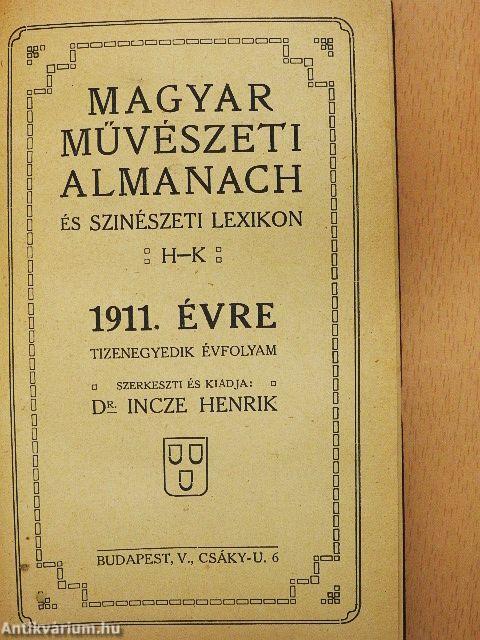 MAGYAR
MŰVÉSZETI
ALMANACH
ÉS SZINÉSZETI LEXIKON
H—K
1911. ÉVRE
TIZENEGYEDIK ÉVFOLYAM
SZERKESZTI ÉS KIADJA:
DR. INCZE HENRIK
BUDAPEST, V., CSÁKY-U. 6
Antikvárium.hu